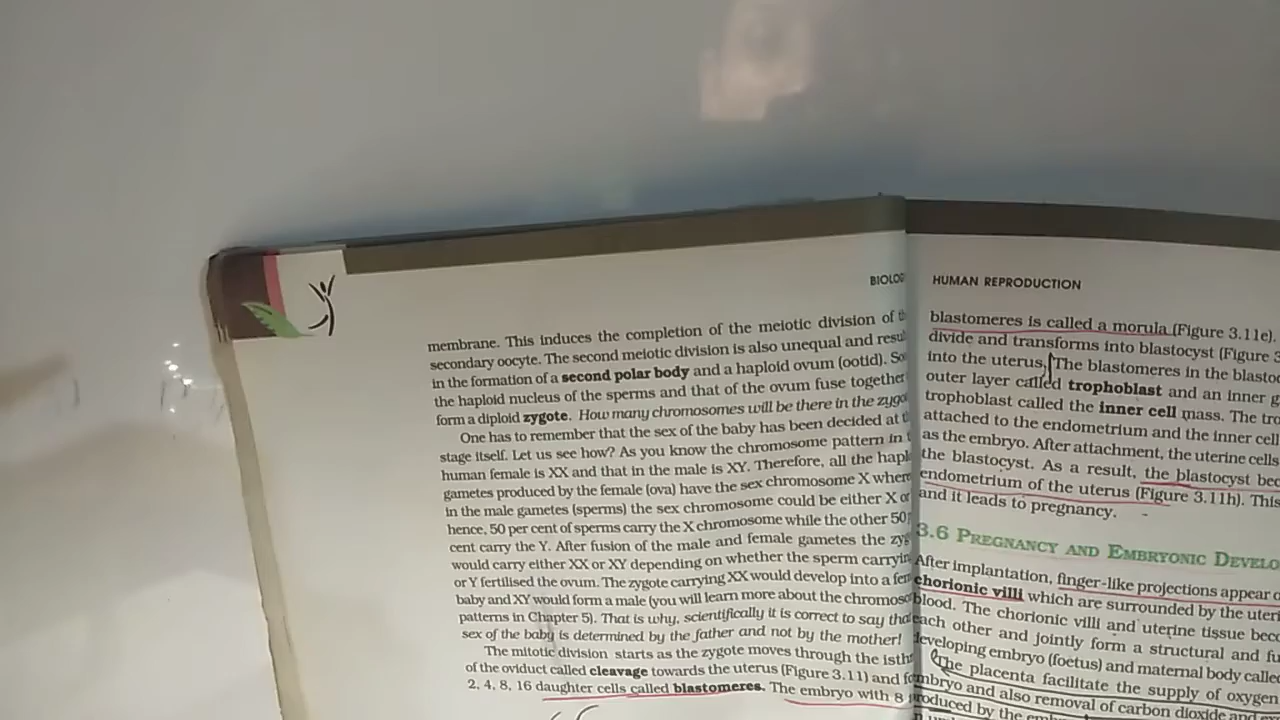 BIOLOG
membrane. This induces the completion of the meiotic division of
secondary oocyte. The second meiotic division is also unequal and resul
in the formation of a second polar body and a haploid ovum (ootid). So
the haploid nucleus of the sperms and that of the ovum fuse together
form a diploid zygote. How many chromosomes will be there in the zygo
One has to remember that the sex of the baby has been decided at
stage itself. Let us see how? As you know the chromosome pattern in
human female is XX and that in the male is XY. Therefore, all the hapl
gametes produced by the female (ova) have the sex chromosome X where
in the male gametes (sperms) the sex chromosome could be either X or
hence, 50 per cent of sperms carry the X chromosome while the other 50
cent carry the Y. After fusion of the male and female gametes the zyg
would carry either XX or XY depending on whether the sperm carryin
or Y fertilised the ovum. The zygote carrying XX would develop into a fem
baby and XY would form a male (you will learn more about the chromoso
patterns in Chapter 5). That is why, scientifically it is correct to say that
sex of the baby is determined by the father and not by the mother!
The mitotic division starts as the zygote moves through the isth
of the oviduct called cleavage towards the uterus (Figure 3.11) and fo
2, 4, 8, 16 daughter cells called blastomeres. The embryo with 8
HUMAN REPRODUCTION
blastomeres is called a morula (Figure 3.11e).
divide and transforms into blastocyst (Figure 3
into the uterus. The blastomeres in the blasto
outer layer called trophoblast and an inner g
trophoblast called the inner cell mass. The tro
attached to the endometrium and the inner cell
as the embryo. After attachment, the uterine cells
the blastocyst. As a result, the blastocyst bec
endometrium of the uterus (Figure 3.11h). This
and it leads to pregnancy.
3.6 PREGNANCY AND EMBRYONIC DEVELO
After implantation, finger-like projections appear o
chorionic villi which are surrounded by the uteri
blood. The chorionic villi and uterine tissue bec
each other and jointly form a structural and fu
developing embryo (foetus) and maternal body called
The placenta facilitate the supply of oxygen
embryo and also removal of carbon dioxide and
produced by the emb